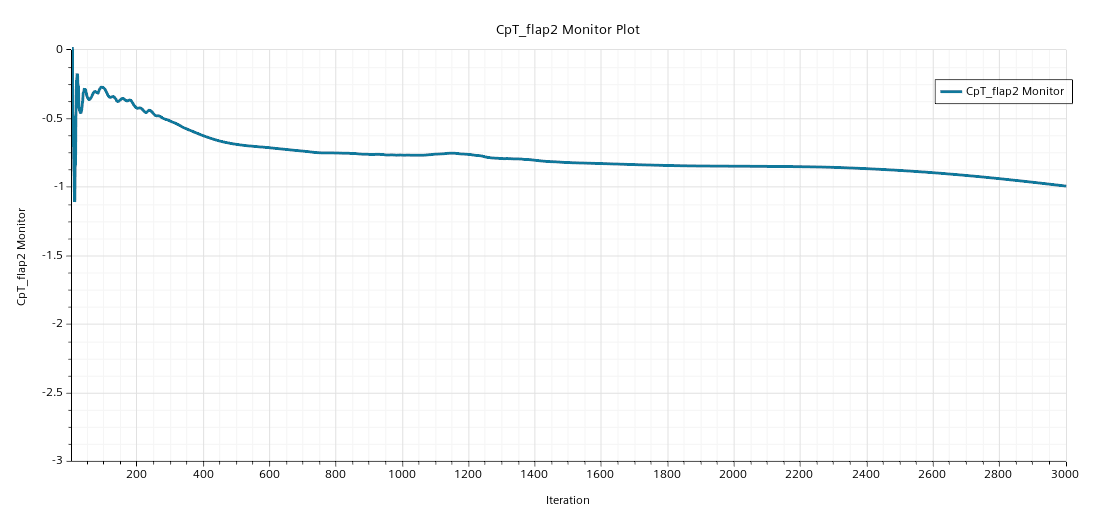 CpT_flap2 Monitor Plot
CpT_flap2 Monitor
CpT_flap2 Monitor
0
-0.5
-1
-1.5
-2
-2.5
-3
200 400 600 800 1000 1200 1400 1600 1800 2000 2200 2400 2600 2800 3000
Iteration